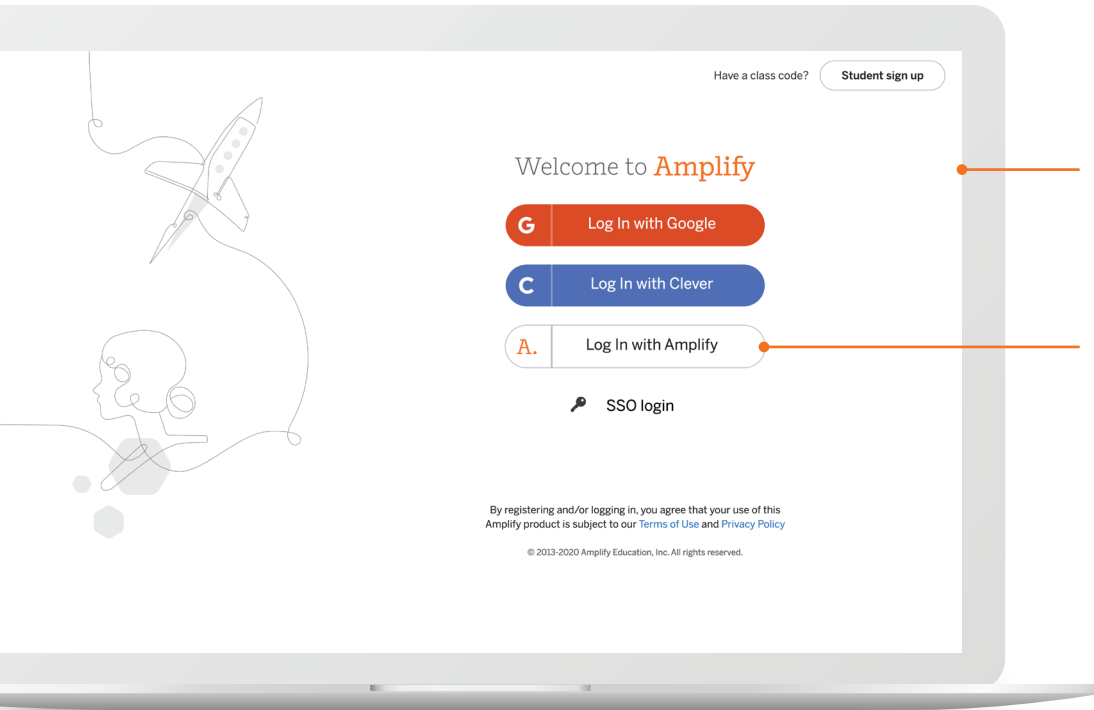 Have a class code?
Student sign up
Welcome to Amplify
G Log In with Google
C Log In with Clever
A. Log In with Amplify
SSO login
By registering and/or logging in, you agree that your use of this
Amplify product is subject to our Terms of Use and Privacy Policy
© 2013-2020 Amplify Education, Inc. All rights reserved.